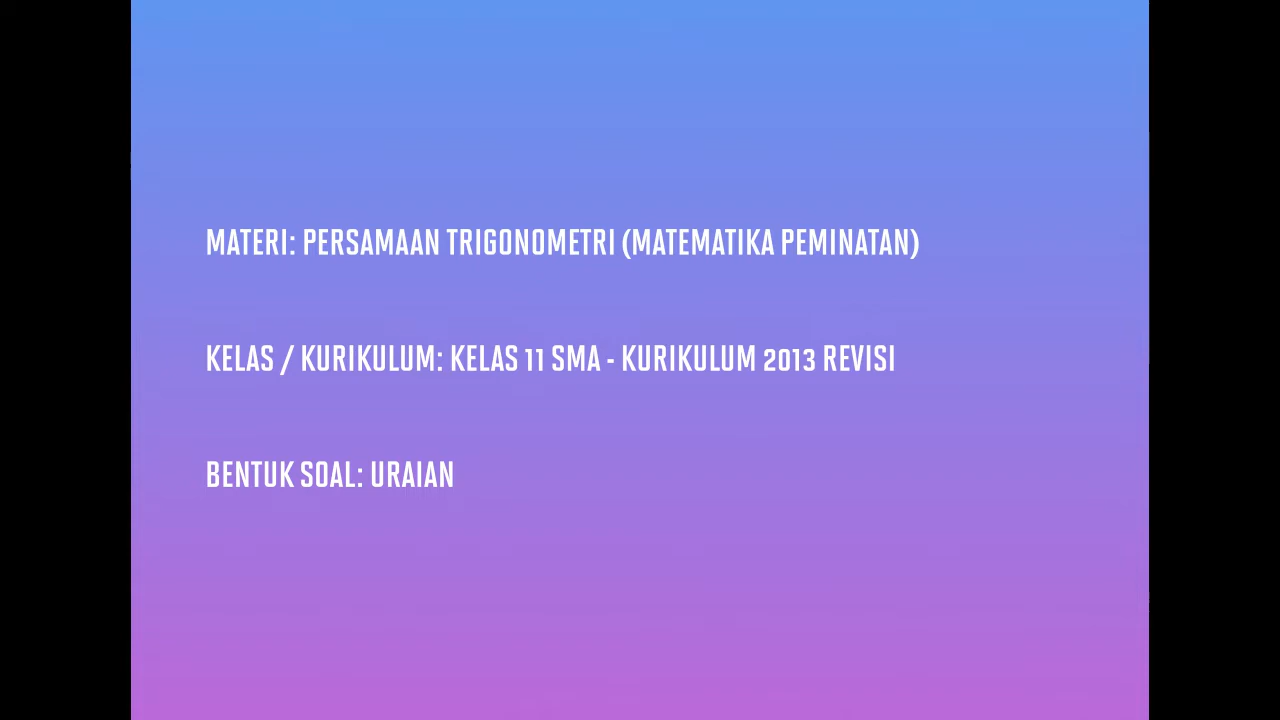 MATERI: PERSAMAAN TRIGONOMETRI (MATEMATIKA PEMINATAN)
KELAS / KURIKULUM: KELAS 11 SMA - KURIKULUM 2013 REVISI
BENTUK SOAL: URAIAN